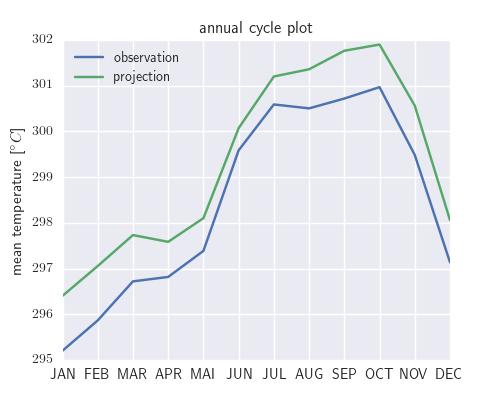 annual cycle plot
302
301
300
299
298
297
296
295
mean temperature [°C]
observation
projection
JAN FEB MAR APR MAI JUN JUL AUG SEP OCT NOV DEC